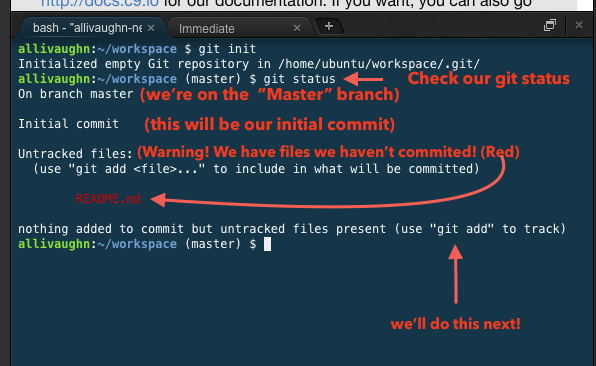 http://docs.c9.io for our documentation. If you want, you can also go
bash - "allivaughn-ne × Immediate × +
allivaughn:~/workspace $ git init
Initialized empty Git repository in /home/ubuntu/workspace/.git/
allivaughn:~/workspace (master) $ git status Check our git status
On branch master (we're on the "Master" branch)
Initial commit (this will be our initial commit)
Untracked files: (Warning! We have files we haven't commited! (Red)
(use "git add <file>..." to include in what will be committed)
README.md
nothing added to commit but untracked files present (use "git add" to track)
allivaughn:~/workspace (master) $
we'll do this next!